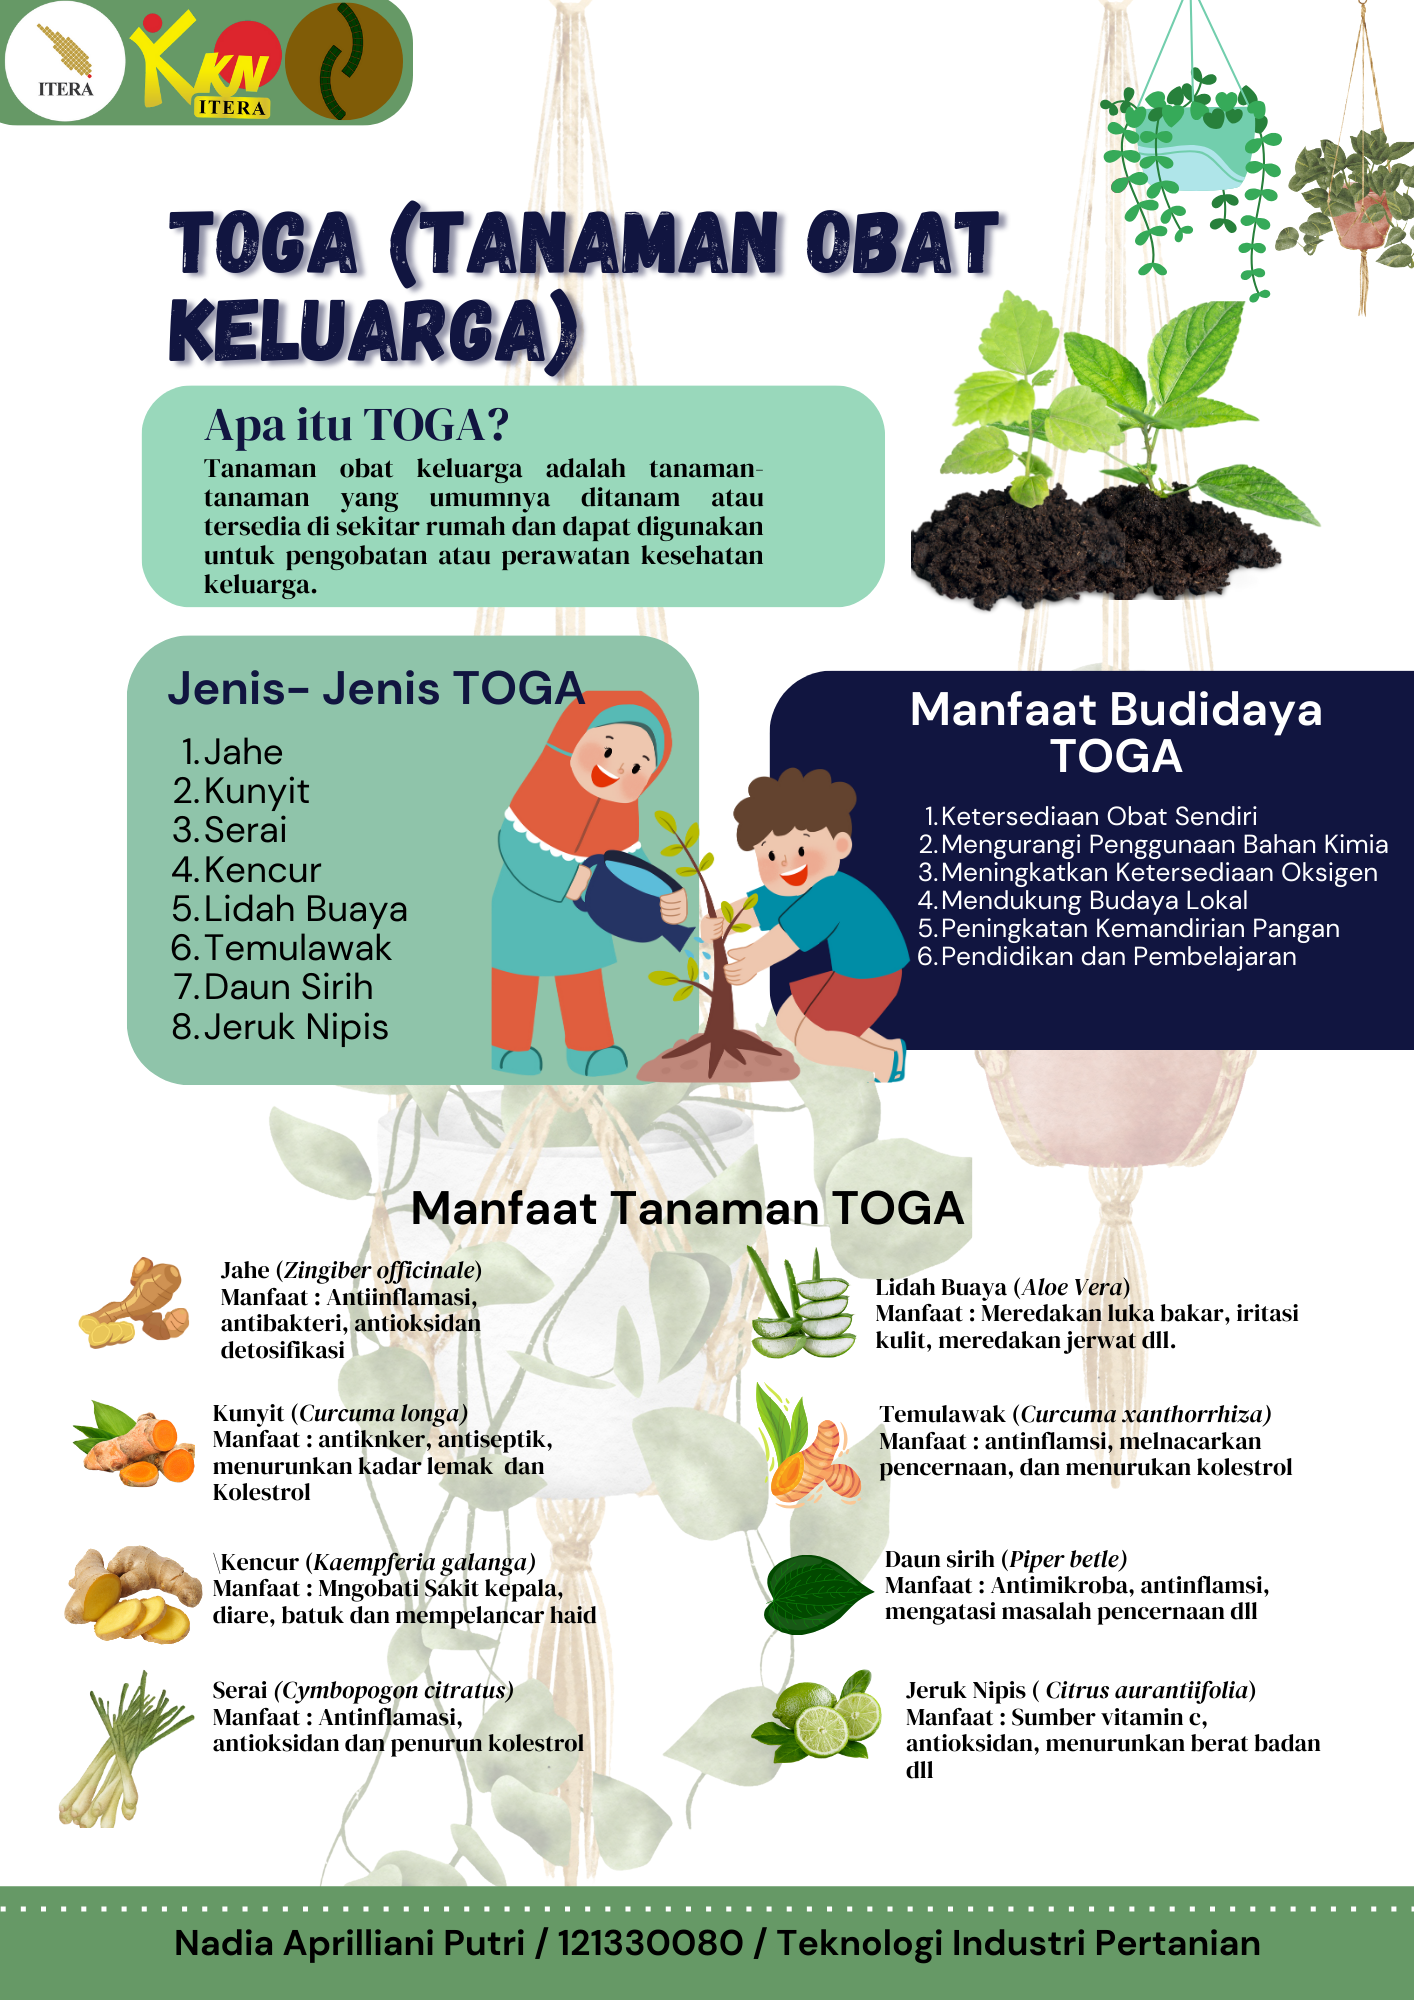 ITERA
KKN
ITERA
TOGA (TANAMAN OBAT
KELUARGA)
Apa itu TOGA?
Tanaman obat keluarga adalah tanaman-
tanaman yang umumnya ditanam atau
tersedia di sekitar rumah dan dapat digunakan
untuk pengobatan atau perawatan kesehatan
keluarga.
Jenis- Jenis TOGA
1. Jahe
2. Kunyit
3. Serai
4. Kencur
5. Lidah Buaya
6. Temulawak
7. Daun Sirih
8. Jeruk Nipis
Manfaat Budidaya
TOGA
1. Ketersediaan Obat Sendiri
2. Mengurangi Penggunaan Bahan Kimia
3. Meningkatkan Ketersediaan Oksigen
4. Mendukung Budaya Lokal
5. Peningkatan Kemandirian Pangan
6. Pendidikan dan Pembelajaran
Manfaat Tanaman TOGA
Jahe (Zingiber officinale)
Manfaat : Antiinflamasi,
antibakteri, antioksidan
detosifikasi
Kunyit (Curcuma longa)
Manfaat : antiknker, antiseptik,
menurunkan kadar lemak dan
Kolestrol
\Kencur (Kaempferia galanga)
Manfaat : Mngobati Sakit kepala,
diare, batuk dan mempelancar haid
Serai (Cymbopogon citratus)
Manfaat : Antinflamasi,
antioksidan dan penurun kolestrol
Lidah Buaya (Aloe Vera)
Manfaat : Meredakan luka bakar, iritasi
kulit, meredakan jerwat dll.
Temulawak (Curcuma xanthorrhiza)
Manfaat : antinflamsi, melnacarkan
pencernaan, dan menurukan kolestrol
Daun sirih (Piper betle)
Manfaat : Antimikroba, antinflamsi,
mengatasi masalah pencernaan dll
Jeruk Nipis ( Citrus aurantiifolia)
Manfaat : Sumber vitamin c,
antioksidan, menurunkan berat badan
dll
Nadia Aprilliani Putri / 121330080 / Teknologi Industri Pertanian